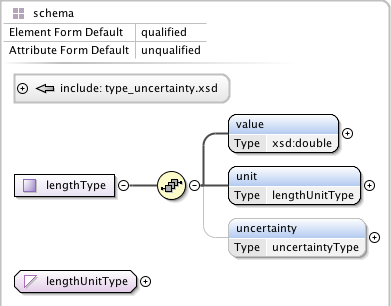 schema
Element Form Default qualified
Attribute Form Default unqualified
include: type_uncertainty.xsd
value
Type xsd:double
lengthType
unit
Type lengthUnitType
uncertainty
Type uncertaintyType
lengthUnitType